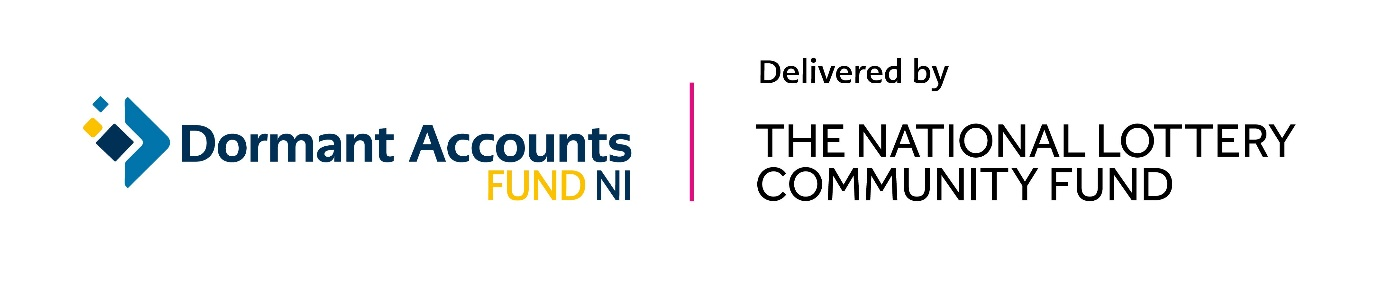 Dormant Accounts
FUND NI
Delivered by
THE NATIONAL LOTTERY
COMMUNITY FUND